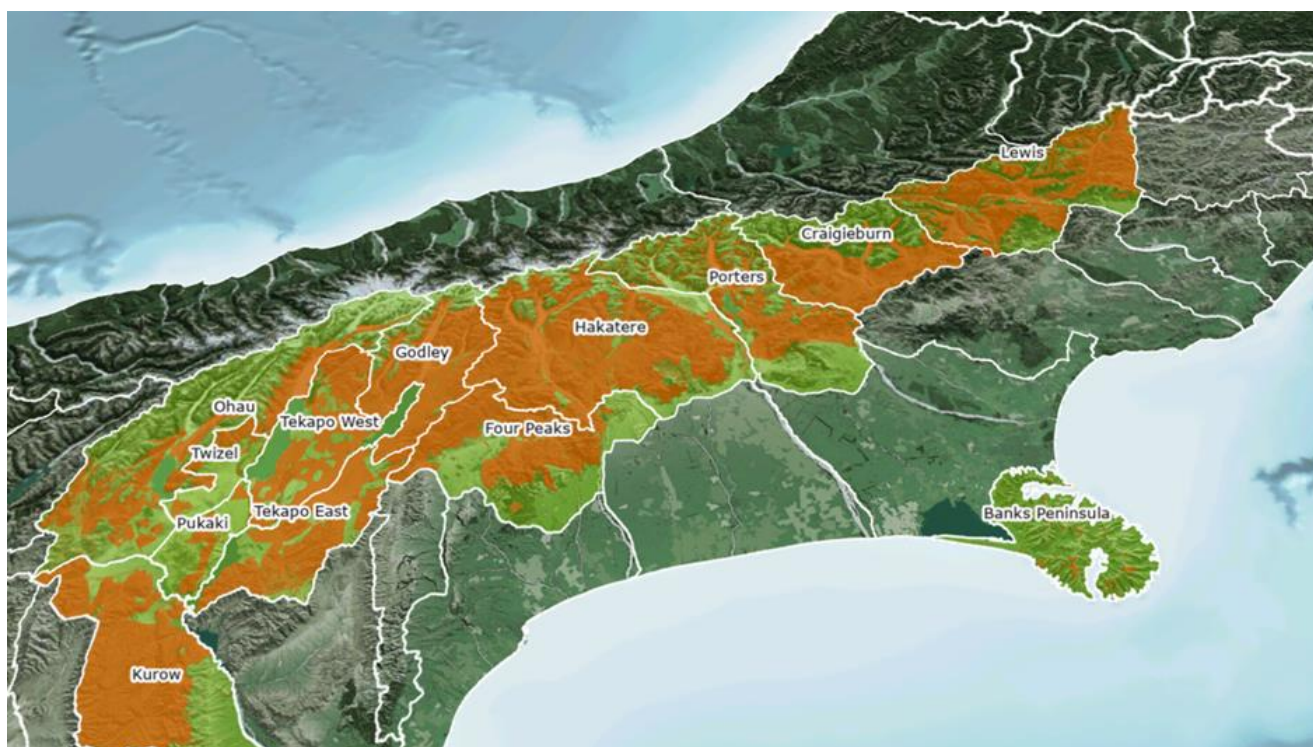 Lewis
Craigieburn
Porters
Hakatere
Godley
Ohau
Tekapo West
Four Peaks
Twizel
Tekapo East
Banks Peninsula
Pukaki
Kurow